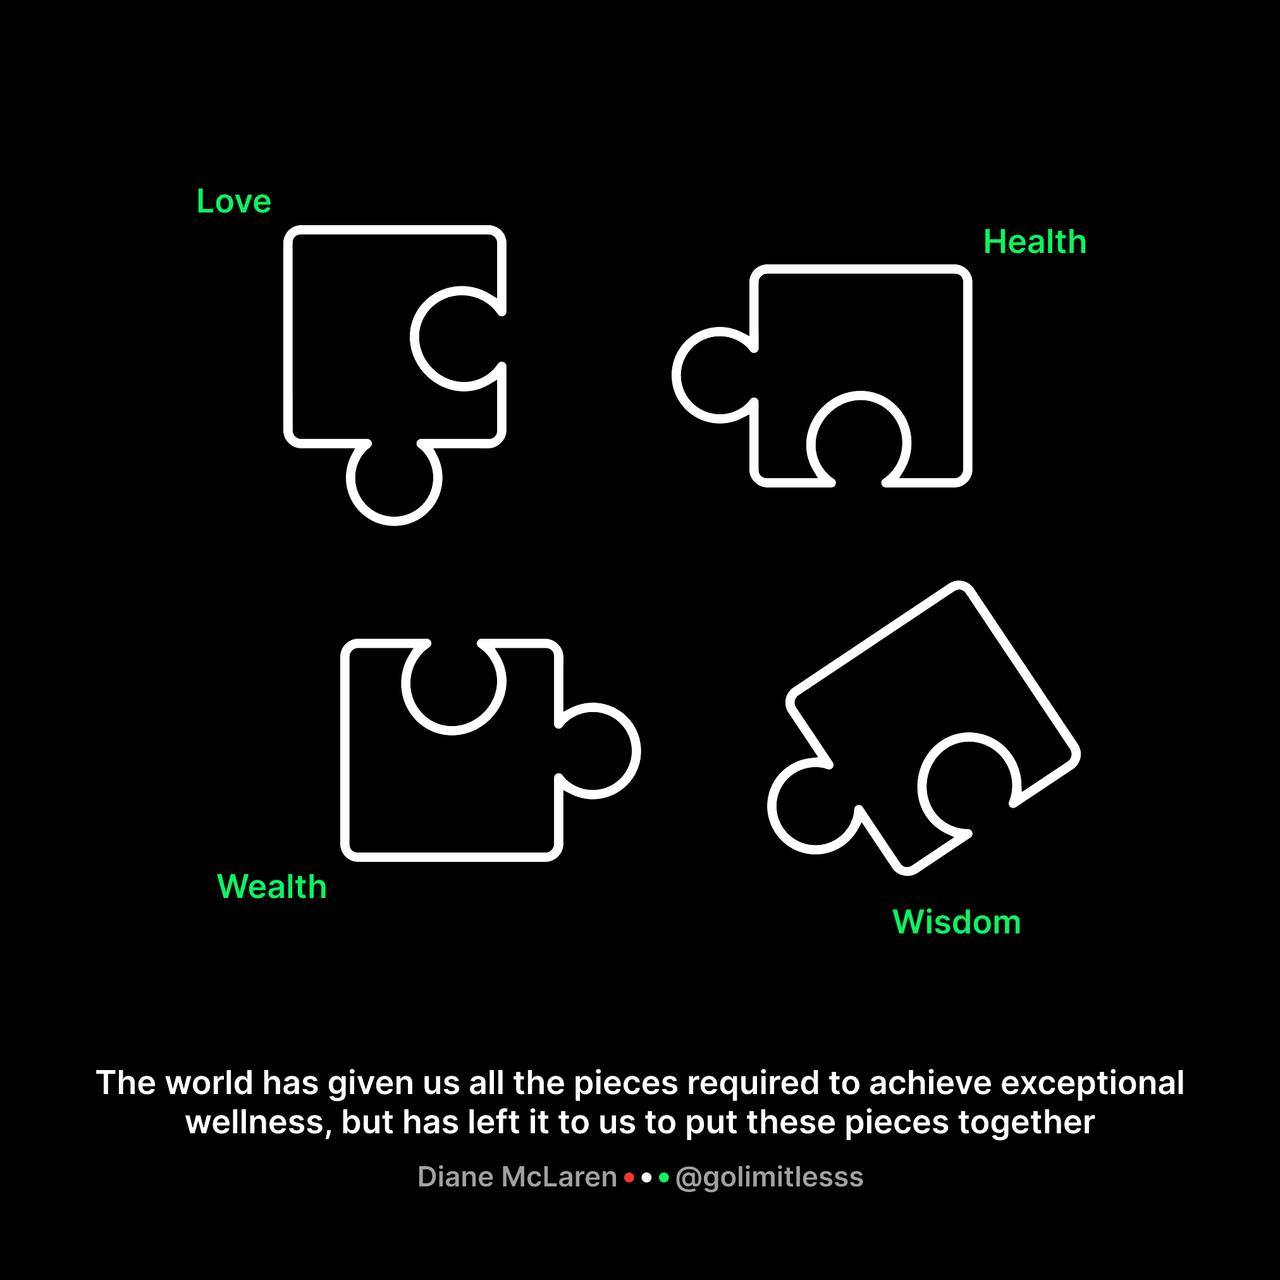 Love
Health
Wealth
Wisdom
The world has given us all the pieces required to achieve exceptional
wellness, but has left it to us to put these pieces together
Diane McLaren ••• @golimitlesss